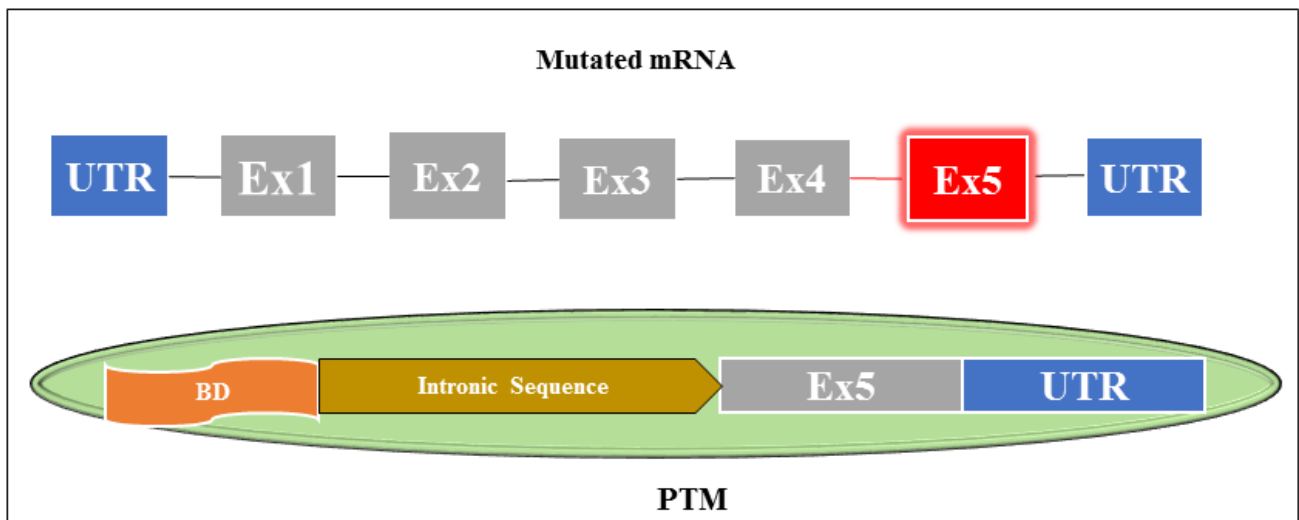 Mutated mRNA
UTR Ex1 Ex2 Ex3 Ex4 Ex5 UTR
BD Intronic Sequence Ex5 UTR
PTM